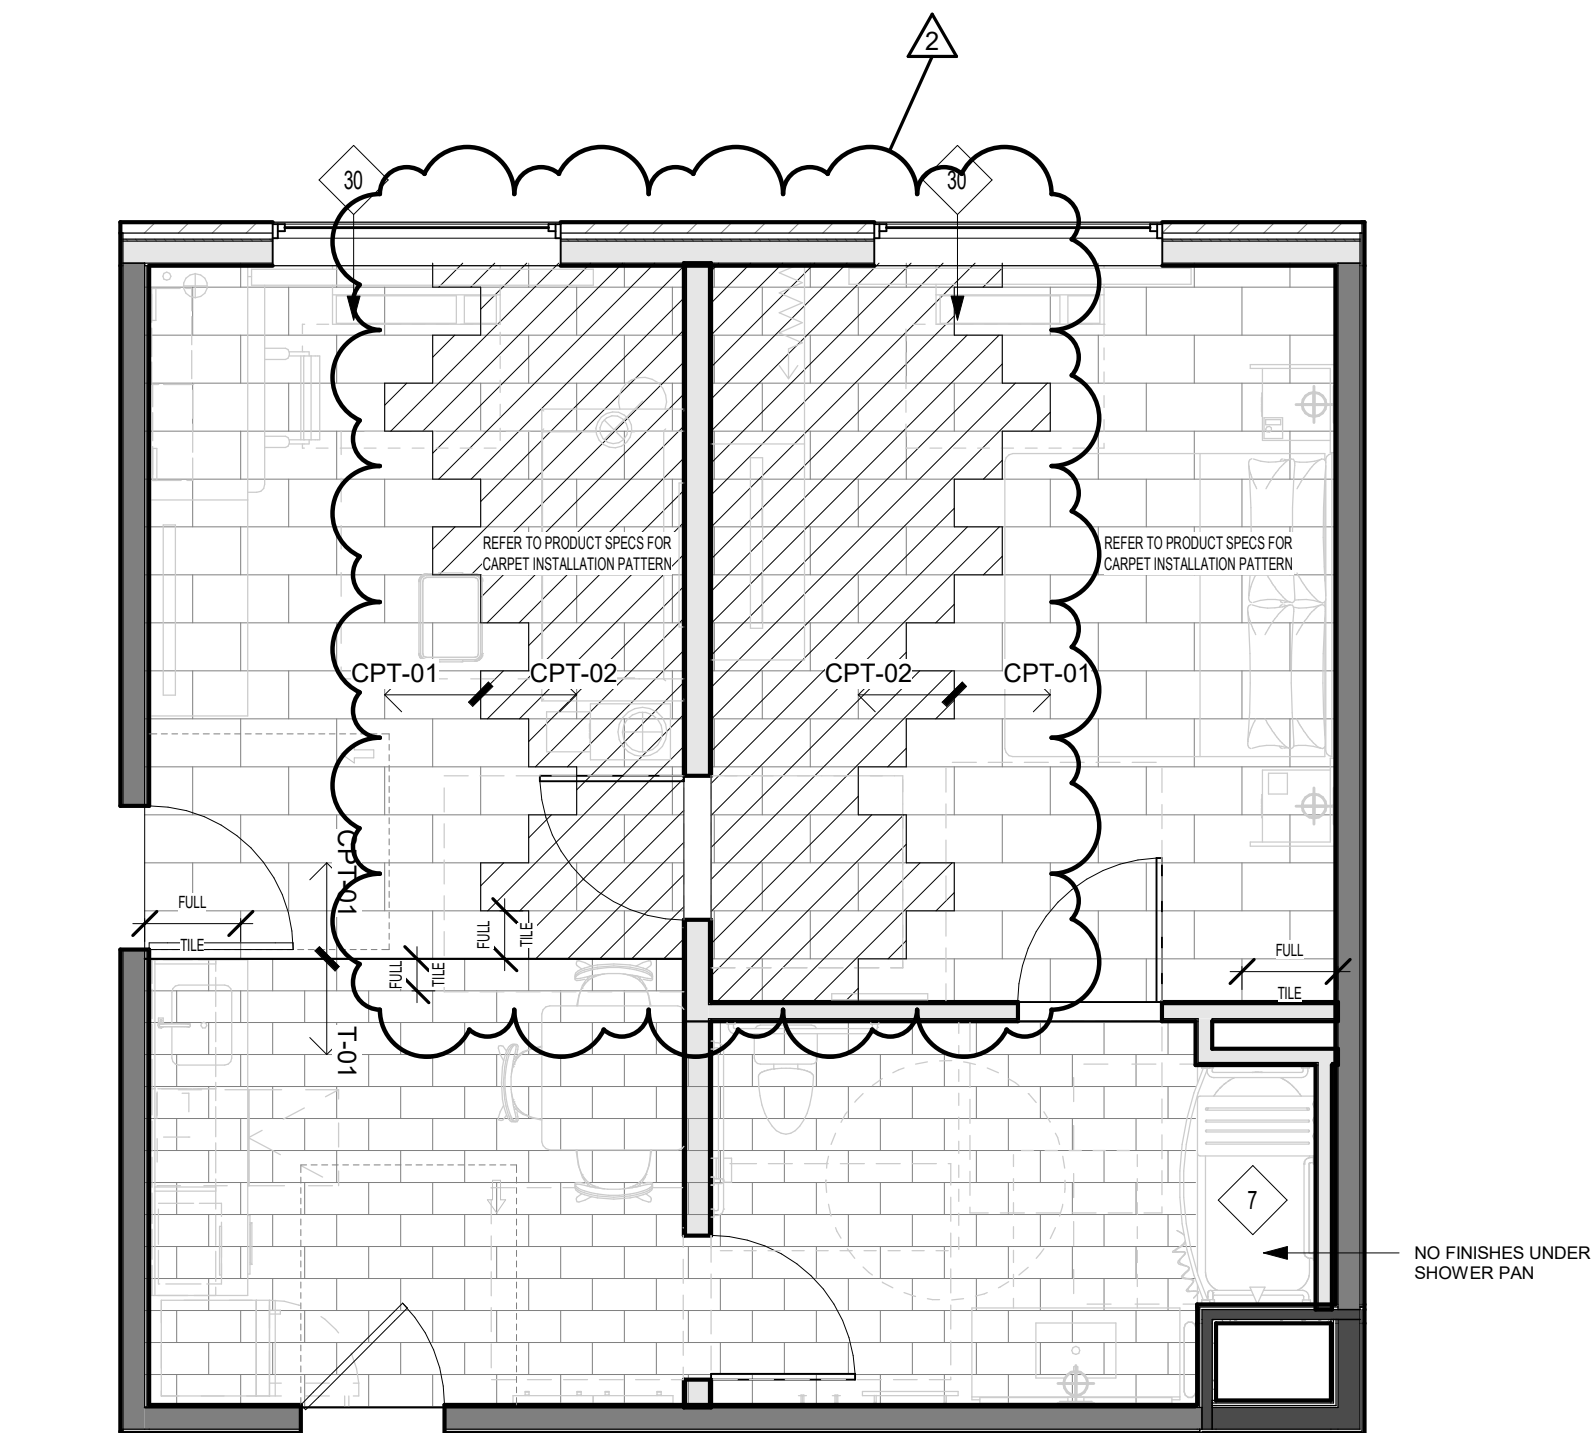 2
30
30
REFER TO PRODUCT SPECS FOR
CARPET INSTALLATION PATTERN
REFER TO PRODUCT SPECS FOR
CARPET INSTALLATION PATTERN
CPT-01
CPT-02
CPT-02
CPT-01
CPT-01
FULL
TILE
FULL
TILE
FULL
TILE
FULL
TILE
T-01
7
NO FINISHES UNDER
SHOWER PAN